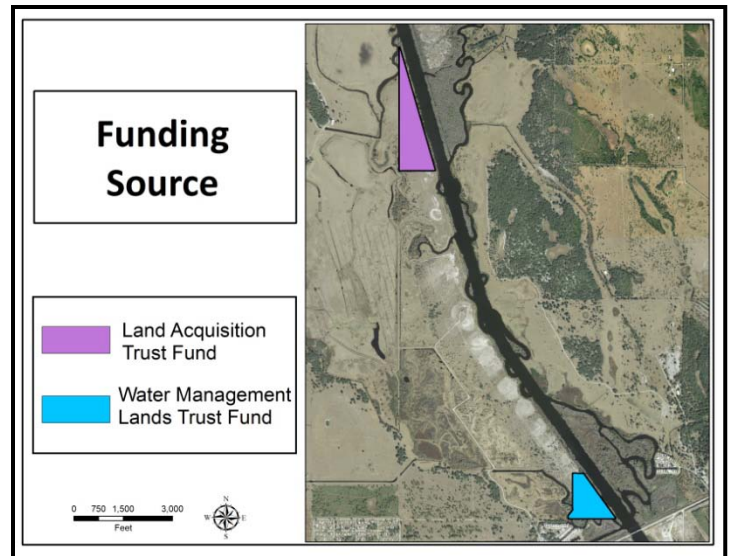 Funding
Source
Land Acquisition
Trust Fund
Water Management
Lands Trust Fund
0 750 1,500 3,000
Feet
N
W E
S